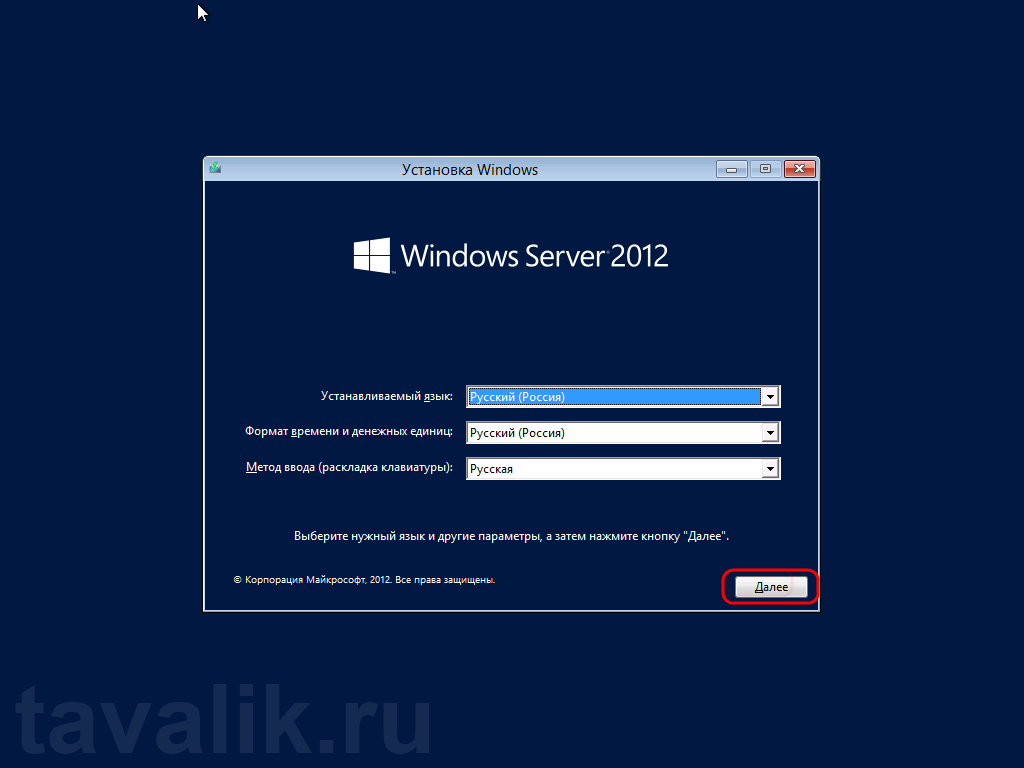 Установка Windows
Windows Server 2012
Устанавливаемый язык: Русский (Россия)
Формат времени и денежных единиц: Русский (Россия)
Метод ввода (раскладка клавиатуры): Русская
Выберите нужный язык и другие параметры, а затем нажмите кнопку "Далее".
© Корпорация Майкрософт, 2012. Все права защищены.
Далее
tavalik.ru